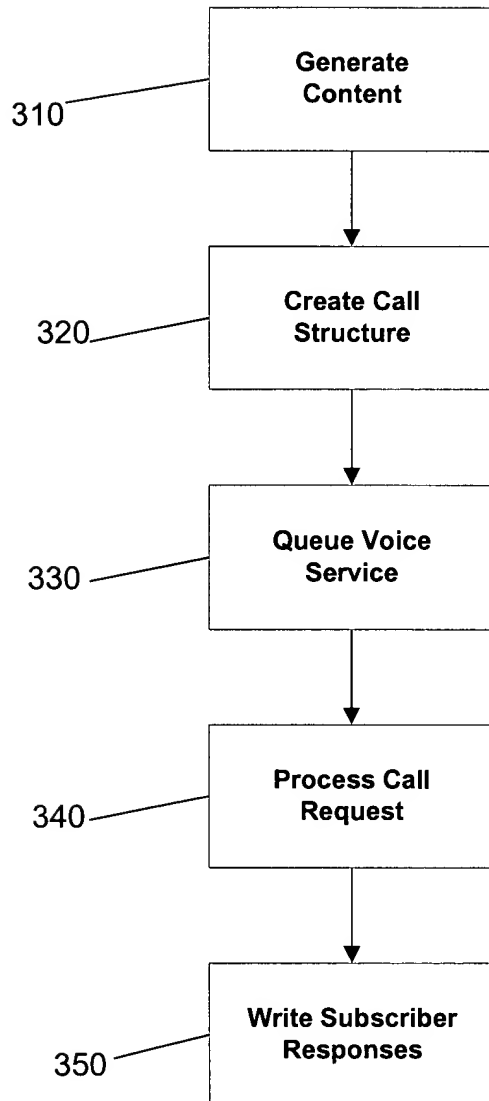 Generate
Content
310
Create Call
Structure
320
Queue Voice
Service
330
Process Call
Request
340
Write Subscriber
Responses
350